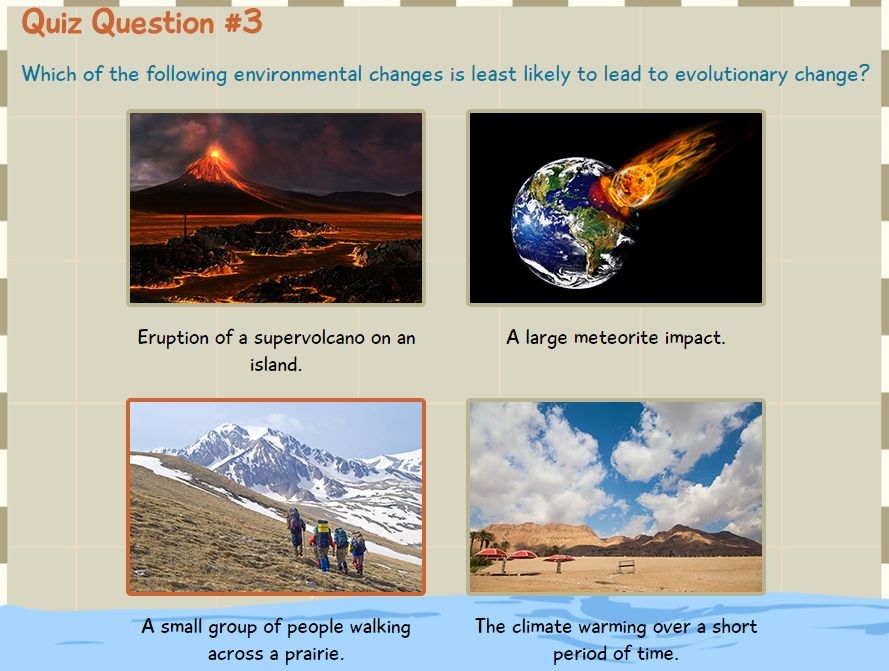 Quiz Question #3
Which of the following environmental changes is least likely to lead to evolutionary change?
Eruption of a supervolcano on an
island.
A large meteorite impact.
A small group of people walking
across a prairie.
The climate warming over a short
period of time.